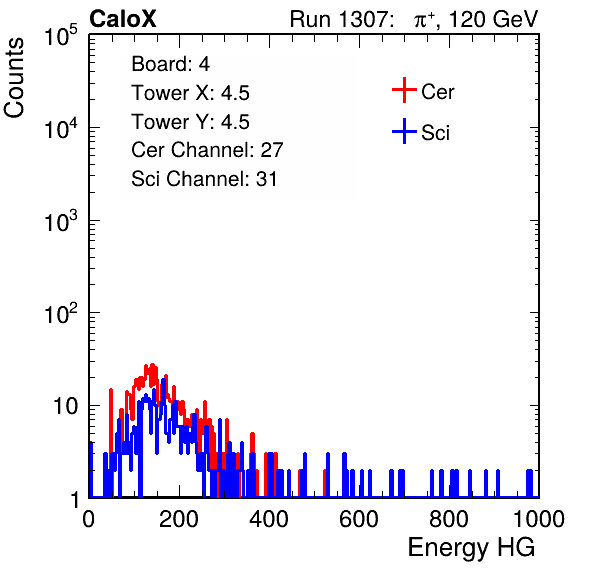 CaloX
Run 1307: π⁺, 120 GeV
Counts
10⁵
10⁴
10³
10²
10
1
Board: 4
Tower X: 4.5
Tower Y: 4.5
Cer Channel: 27
Sci Channel: 31
Cer
Sci
0 200 400 600 800 1000
Energy HG